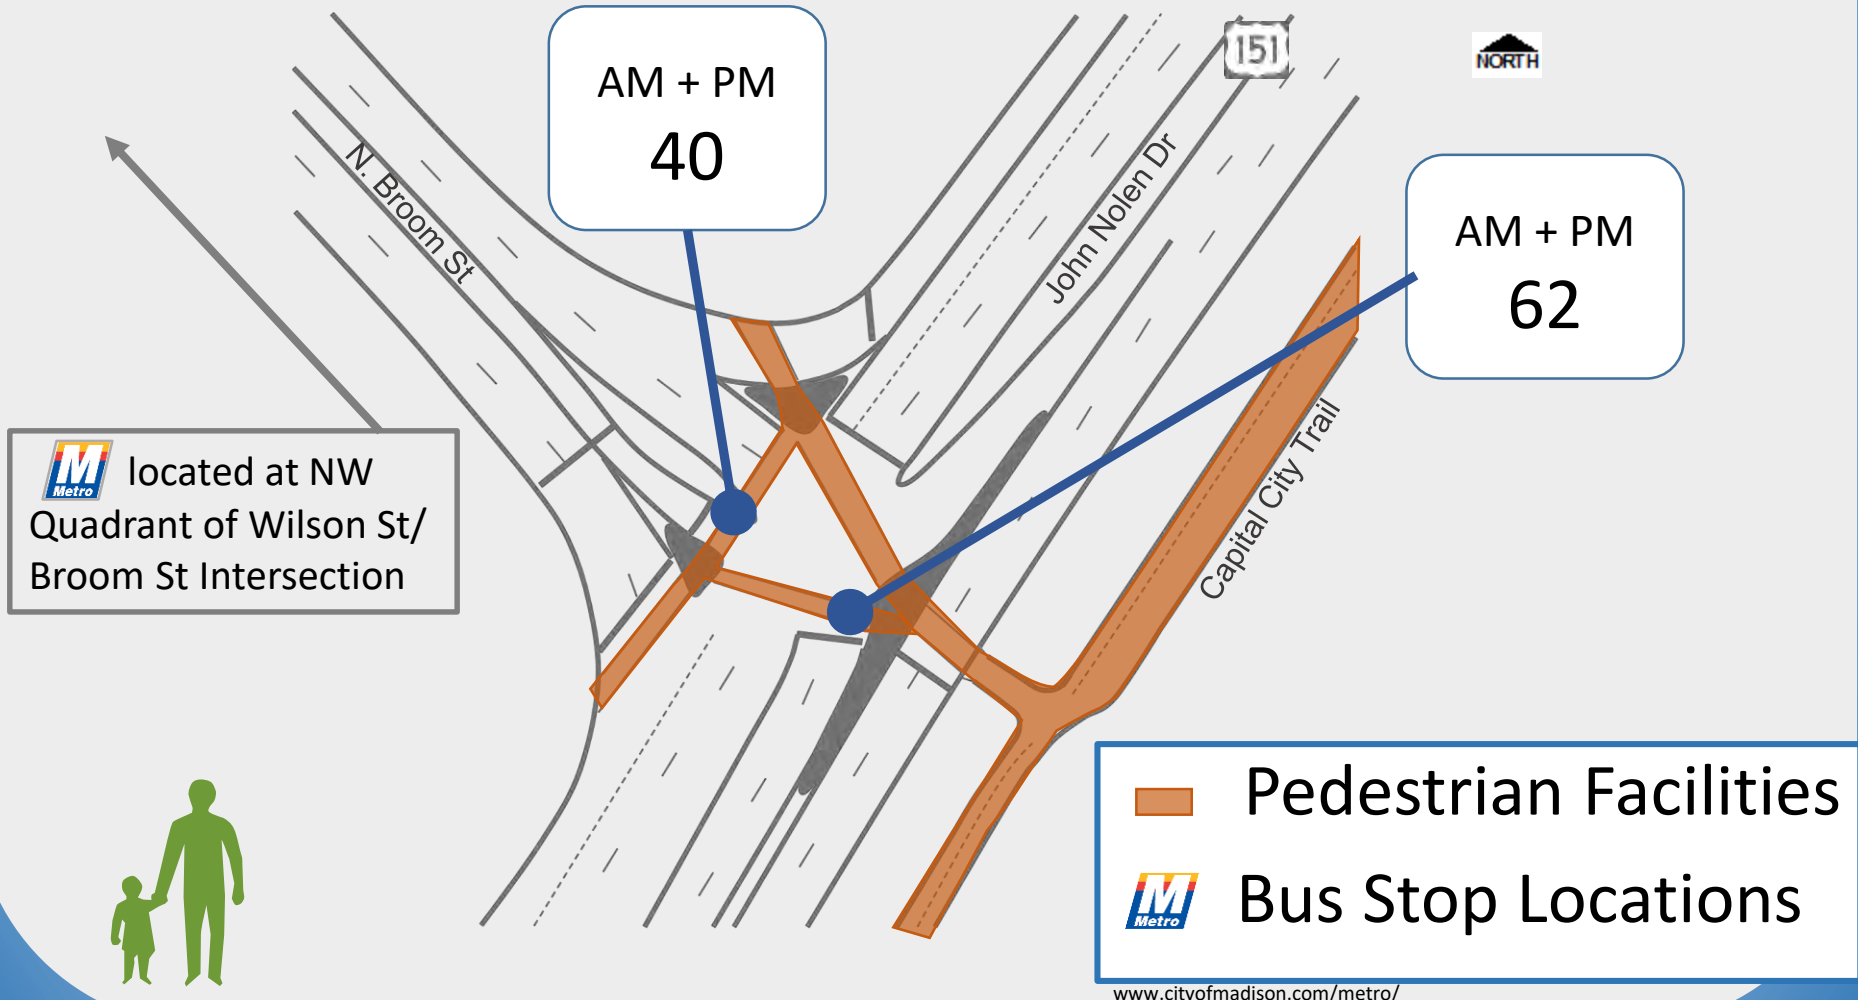 AM + PM
40
151
NORTH
N. Broom St
John Nolen Dr
AM + PM
62
Capital City Trail
M Metro located at NW
Quadrant of Wilson St/
Broom St Intersection
Pedestrian Facilities
M Metro Bus Stop Locations
www.cityofmadison.com/metro/